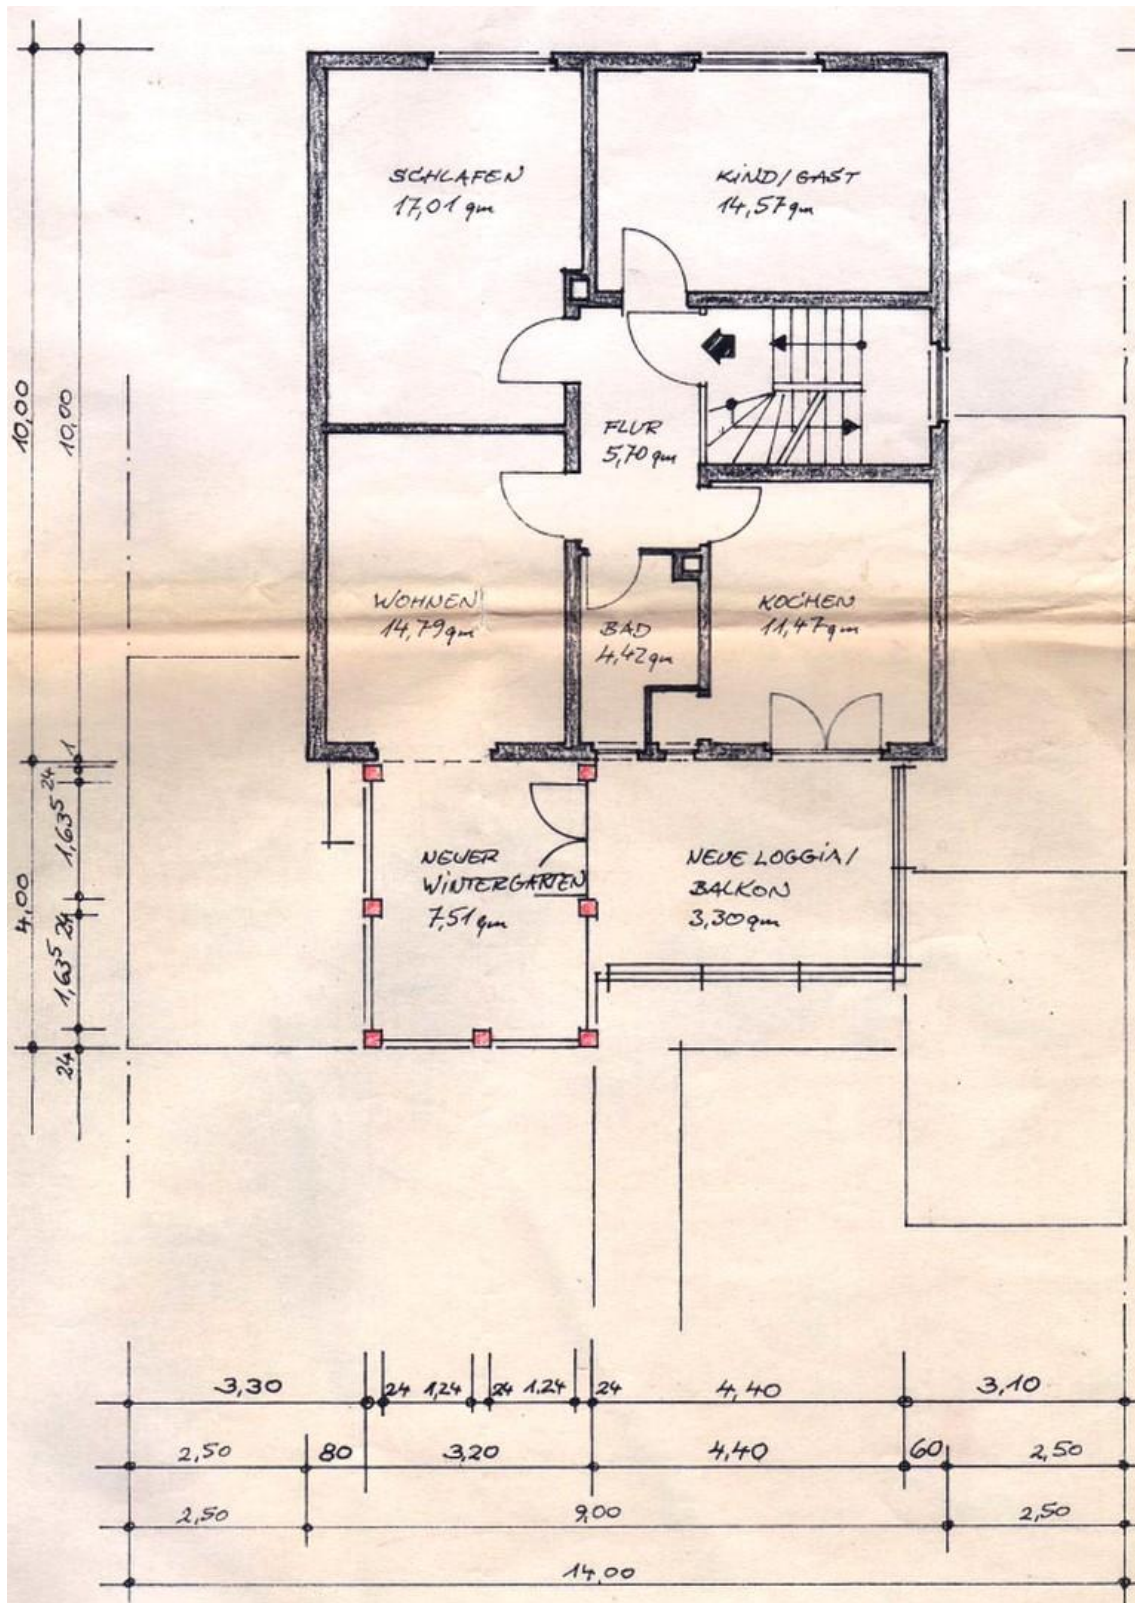 SCHLAFEN
17,01 qm
KIND / GAST
14,57 qm
FLUR
5,70 qm
WOHNEN
14,79 qm
BAD
4,42 qm
KOCHEN
11,47 qm
NEUER
WINTERGARTEN
7,51 qm
NEUE LOGGIA /
BALKON
3,30 qm
10,00
10,00
4,00
1
24
1,63⁵
24
1,63⁵
24
3,30
24
1,24
24
1.24
24
4,40
3,10
2,50
80
3,20
4,40
60
2,50
2,50
9,00
2,50
14,00